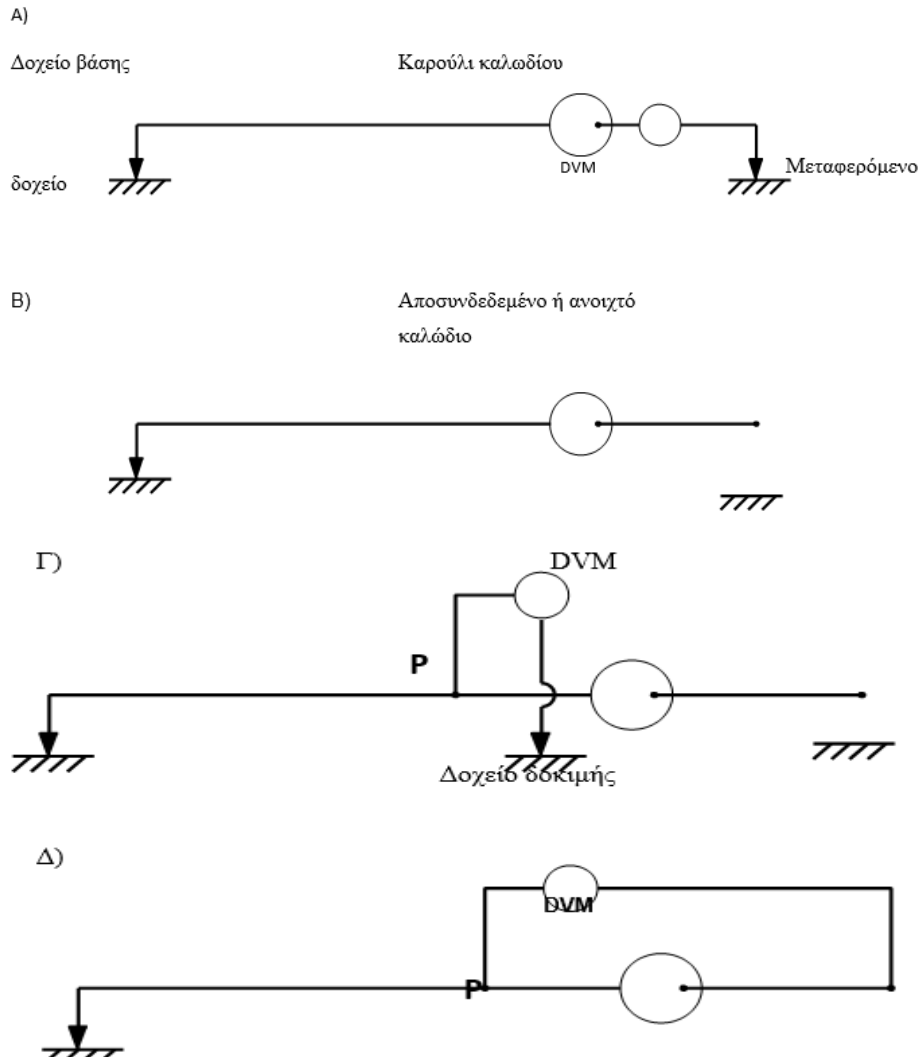 Α)
Δοχείο βάσης
Καρούλι καλωδίου
DVM
Μεταφερόμενο
δοχείο
Β)
Αποσυνδεδεμένο ή ανοιχτό
καλώδιο
Γ)
DVM
P
Δοχείο δοκιμής
Δ)
DVM
P